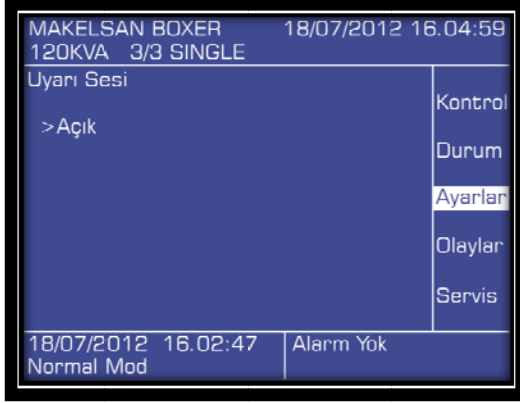 MAKELSAN BOXER 18/07/2012 16.04:59
120KVA 3/3 SINGLE
Uyarı Sesi
>Açık
Kontrol
Durum
Ayarlar
Olaylar
Servis
18/07/2012 16.02:47 Alarm Yok
Normal Mod